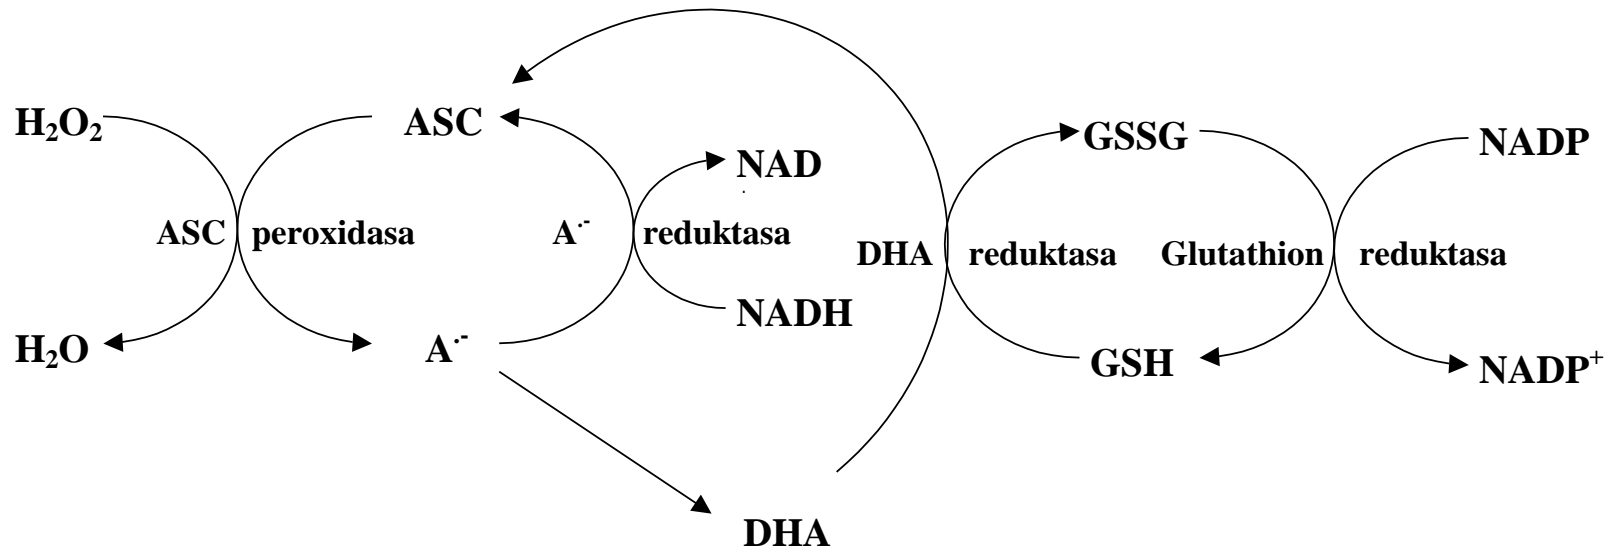 H₂O₂
ASC
NAD
GSSG
NADP
ASC peroxidasa
A·⁻ reduktasa
DHA reduktasa
Glutathion reduktasa
NADH
H₂O
A·⁻
GSH
NADP⁺
DHA